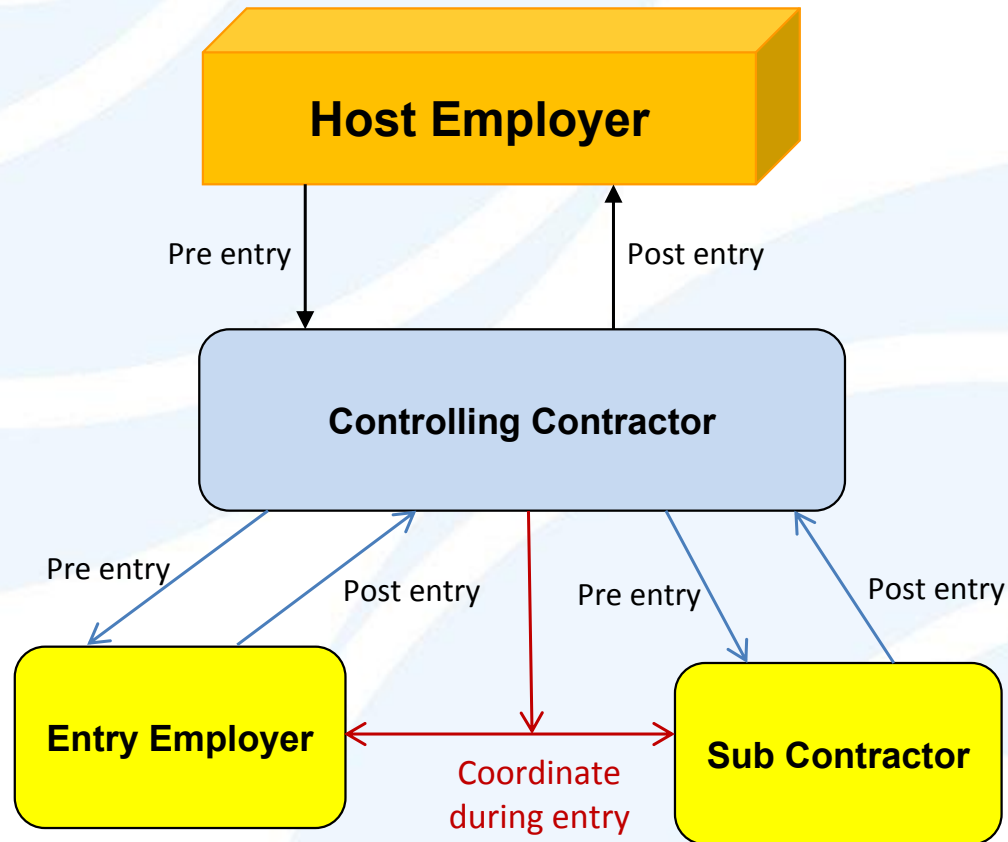 Host Employer
Pre entry
Post entry
Controlling Contractor
Pre entry
Post entry
Pre entry
Post entry
Entry Employer
Sub Contractor
Coordinate
during entry